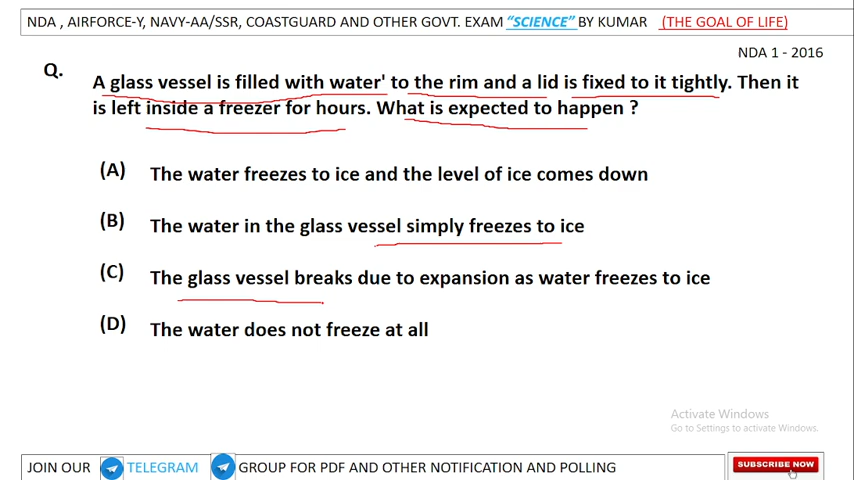 NDA , AIRFORCE-Y, NAVY-AA/SSR, COASTGUARD AND OTHER GOVT. EXAM “SCIENCE” BY KUMAR (THE GOAL OF LIFE)
NDA 1 - 2016
Q.
A glass vessel is filled with water' to the rim and a lid is fixed to it tightly. Then it
is left inside a freezer for hours. What is expected to happen ?
(A) The water freezes to ice and the level of ice comes down
(B) The water in the glass vessel simply freezes to ice
(C) The glass vessel breaks due to expansion as water freezes to ice
(D) The water does not freeze at all
Activate Windows
Go to Settings to activate Windows.
JOIN OUR TELEGRAM GROUP FOR PDF AND OTHER NOTIFICATION AND POLLING
SUBSCRIBE NOW